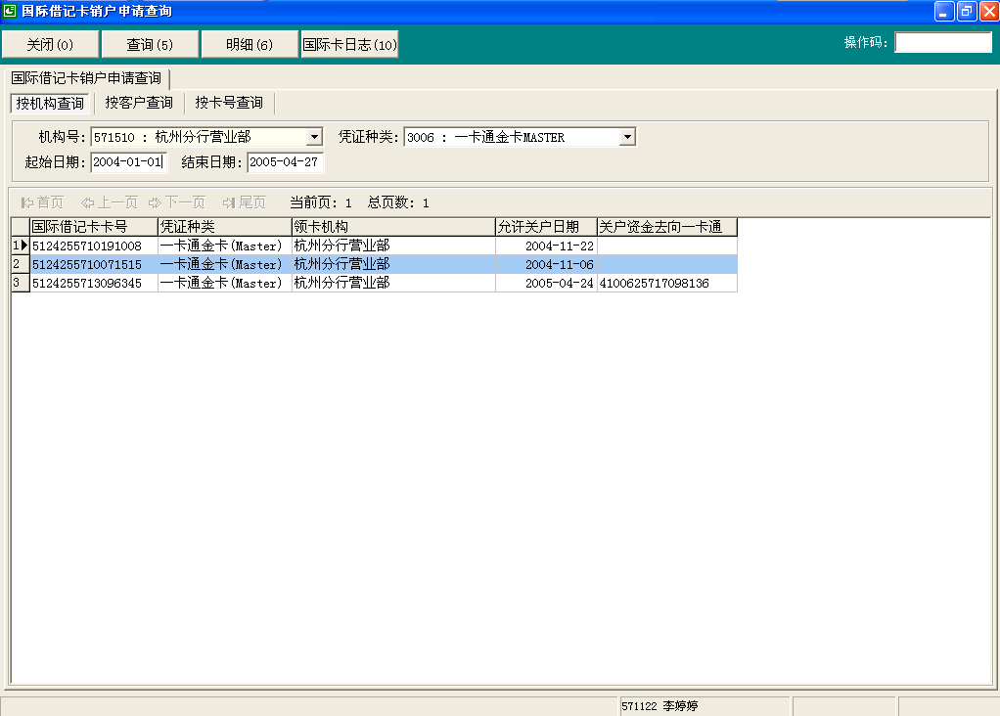 国际借记卡销户申请查询
关闭(0) 查询(5) 明细(6) 国际卡日志(10) 操作码:
国际借记卡销户申请查询
按机构查询 按客户查询 按卡号查询
机构号: 571510 : 杭州分行营业部 凭证种类: 3006 : 一卡通金卡MASTER
起始日期: 2004-01-01 结束日期: 2005-04-27
首页 上一页 下一页 尾页 当前页: 1 总页数: 1
国际借记卡卡号 凭证种类 领卡机构 允许关户日期 关户资金去向一卡通
1 5124255710191008 一卡通金卡(Master) 杭州分行营业部 2004-11-22
2 5124255710071515 一卡通金卡(Master) 杭州分行营业部 2004-11-06
3 5124255713096345 一卡通金卡(Master) 杭州分行营业部 2005-04-24 4100625717098136
571122 李婷婷